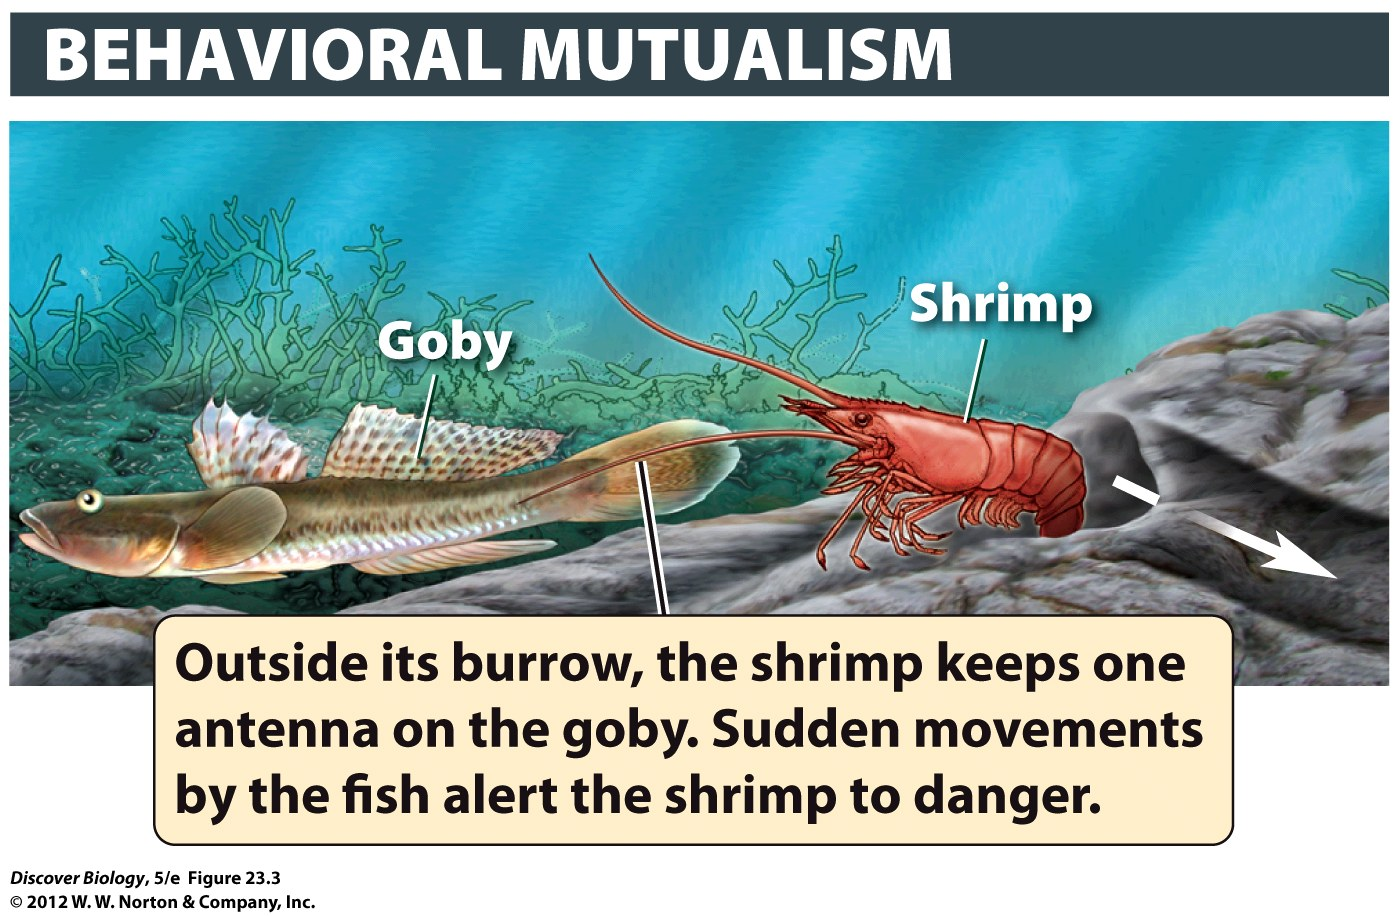 BEHAVIORAL MUTUALISM
Goby
Shrimp
Outside its burrow, the shrimp keeps one
antenna on the goby. Sudden movements
by the fish alert the shrimp to danger.
Discover Biology, 5/e Figure 23.3
© 2012 W. W. Norton & Company, Inc.